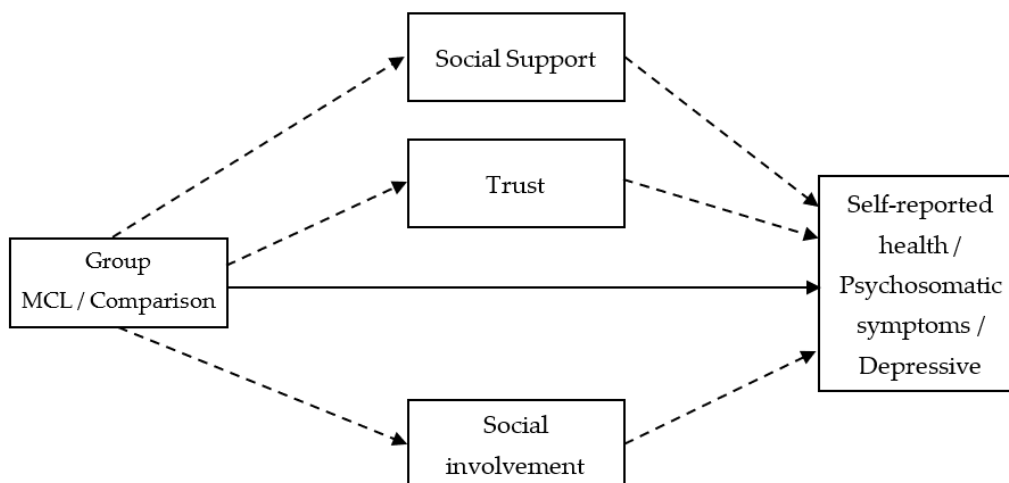 Social Support
Trust
Group
MCL / Comparison
Self-reported
health /
Psychosomatic
symptoms /
Depressive
Social
involvement